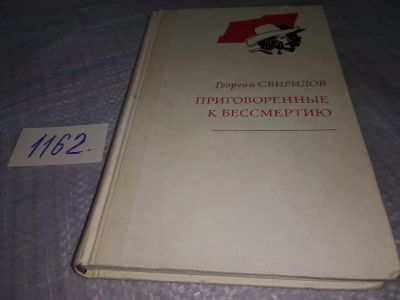 Георгий СВИРИДОВ
ПРИГОВОРЕННЫЕ
К БЕССМЕРТИЮ
1162.